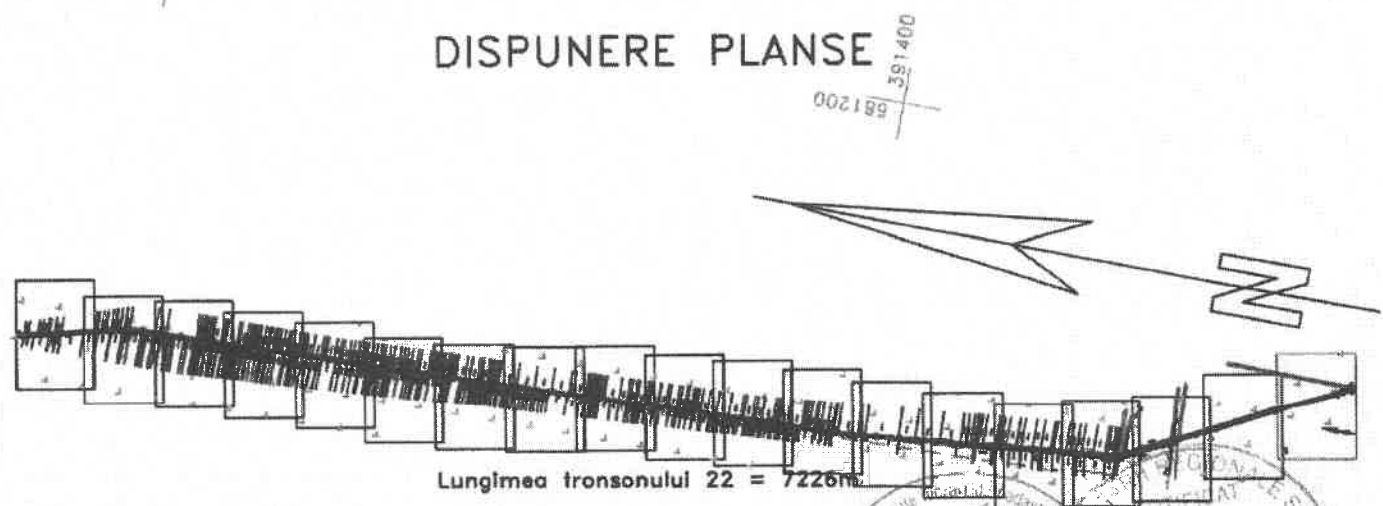 DISPUNERE PLANSE
391400
681200
N
Lungimea tronsonului 22 = 7226m